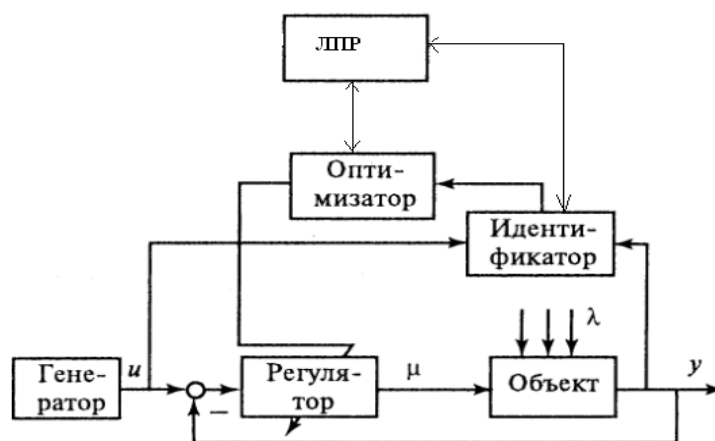 ЛПР
Опти-
мизатор
Иденти-
фикатор
λ
Гене-
ратор
u
−
Регуля-
тор
μ
Объект
y